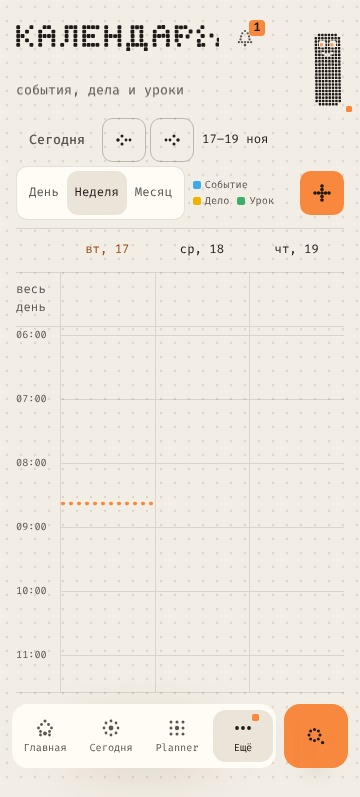 КАЛЕНДАРЬ
1
события, дела и уроки
Сегодня
17–19 ноя
День Неделя Месяц
Событие
Дело Урок
вт, 17 ср, 18 чт, 19
весь
день
06:00
07:00
08:00
09:00
10:00
11:00
Главная Сегодня Planner Ещё